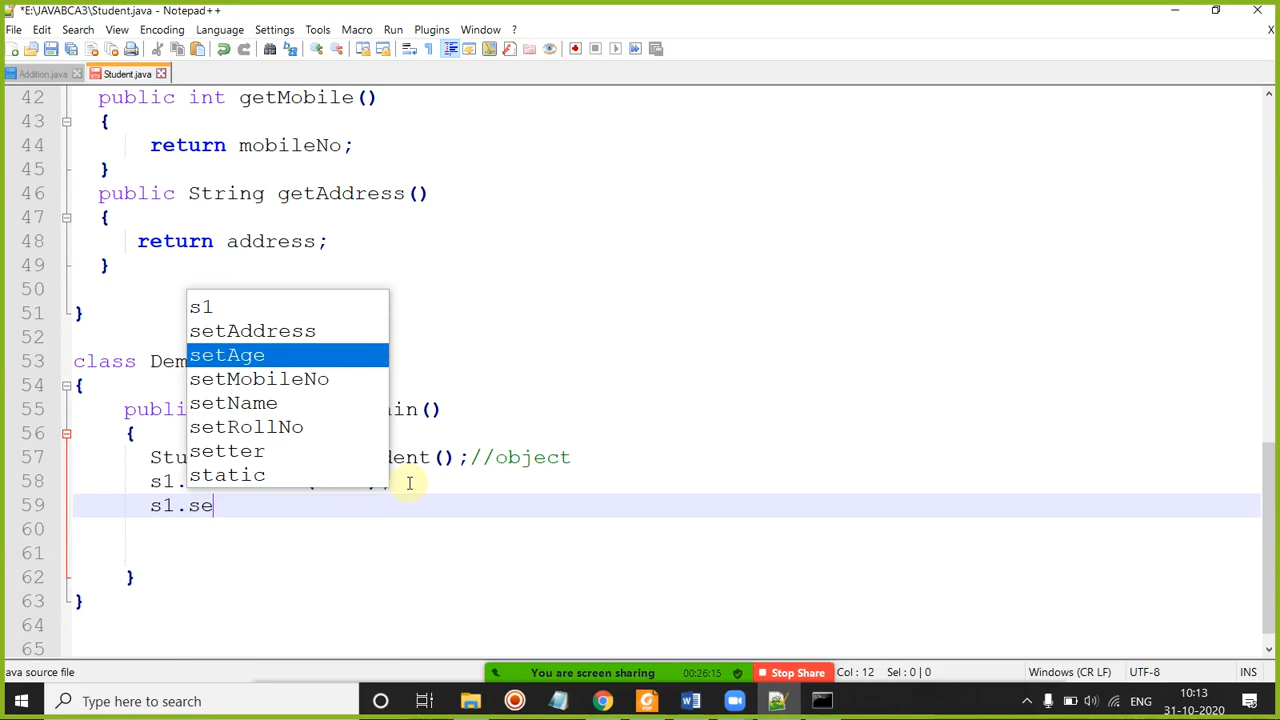 *E:\JAVABCA3\Student.java - Notepad++
File Edit Search View Encoding Language Settings Tools Macro Run Plugins Window ? X
Addition.java Student.java
42 public int getMobile()
43 {
44 return mobileNo;
45 }
46 public String getAddress()
47 {
48 return address;
49 }
50
51 }
52
53 class Dem
54 {
55 publi ain()
56 {
57 Stu dent();//object
58 s1.
59 s1.se
60
61
62 }
63 }
64
65
s1
setAddress
setAge
setMobileNo
setName
setRollNo
setter
static
ava source file Col : 12 Sel : 0 | 0 Windows (CR LF) UTF-8 INS
You are screen sharing 00:26:15 Stop Share
Type here to search ENG 10:13
31-10-2020